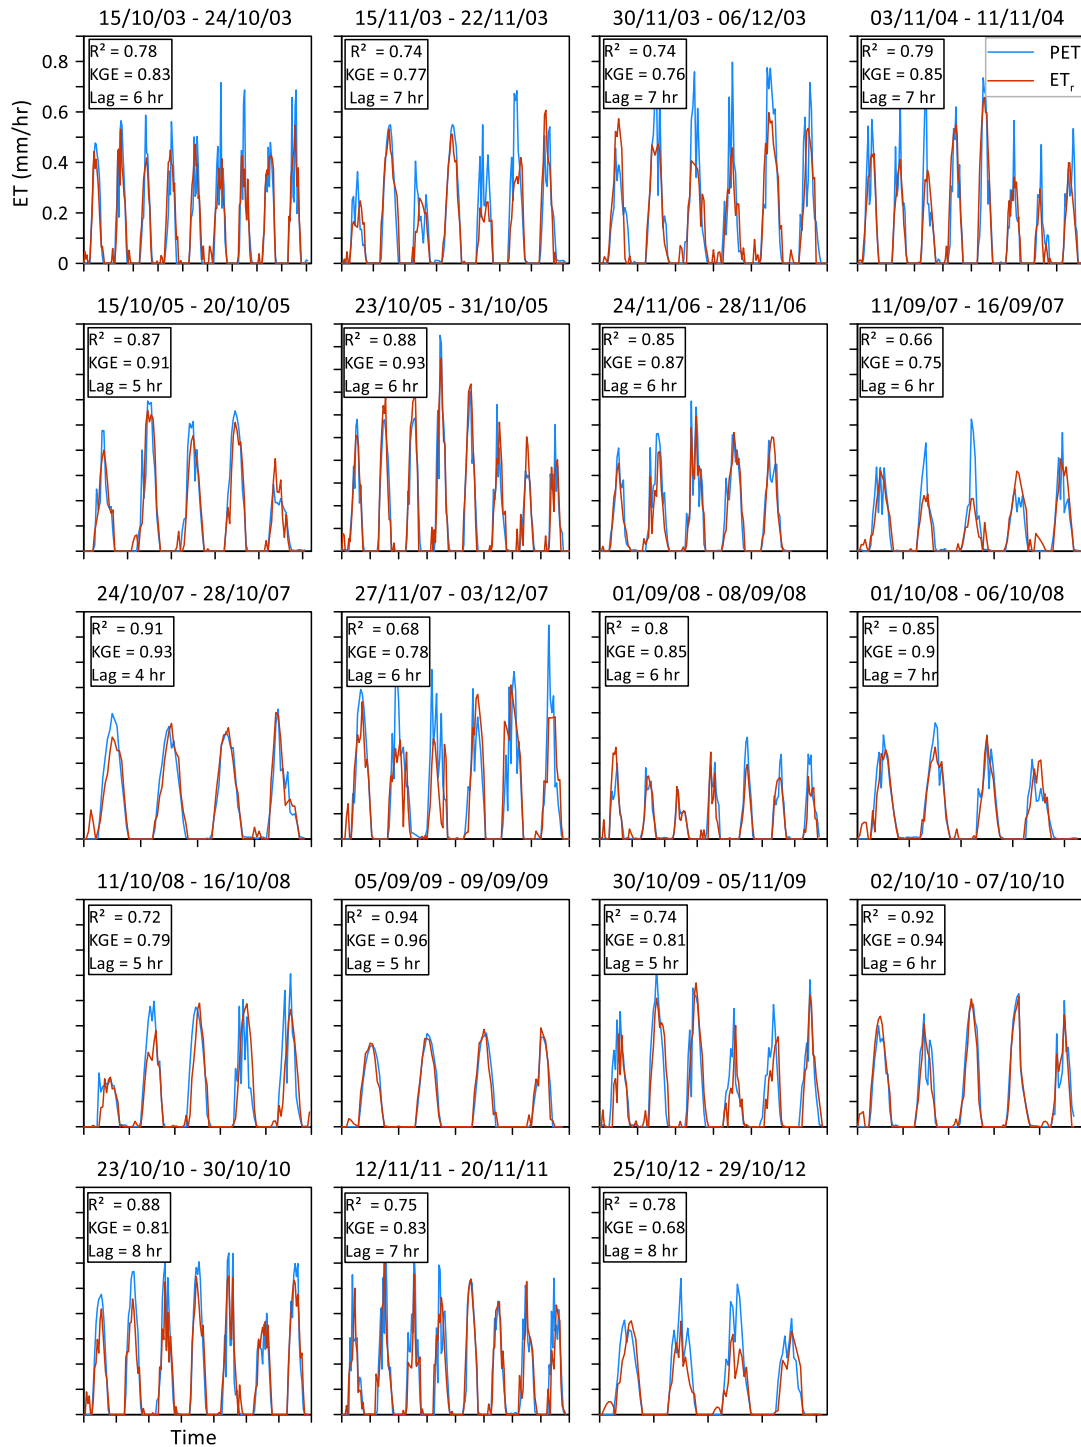 15/10/03 - 24/10/03
15/11/03 - 22/11/03
30/11/03 - 06/12/03
03/11/04 - 11/11/04
R² = 0.78
KGE = 0.83
Lag = 6 hr
R² = 0.74
KGE = 0.77
Lag = 7 hr
R² = 0.74
KGE = 0.76
Lag = 7 hr
R² = 0.79
KGE = 0.85
Lag = 7 hr
PET
ETr
ET (mm/hr)
0.8
0.6
0.4
0.2
0
15/10/05 - 20/10/05
23/10/05 - 31/10/05
24/11/06 - 28/11/06
11/09/07 - 16/09/07
R² = 0.87
KGE = 0.91
Lag = 5 hr
R² = 0.88
KGE = 0.93
Lag = 6 hr
R² = 0.85
KGE = 0.87
Lag = 6 hr
R² = 0.66
KGE = 0.75
Lag = 6 hr
24/10/07 - 28/10/07
27/11/07 - 03/12/07
01/09/08 - 08/09/08
01/10/08 - 06/10/08
R² = 0.91
KGE = 0.93
Lag = 4 hr
R² = 0.68
KGE = 0.78
Lag = 6 hr
R² = 0.8
KGE = 0.85
Lag = 6 hr
R² = 0.85
KGE = 0.9
Lag = 7 hr
11/10/08 - 16/10/08
05/09/09 - 09/09/09
30/10/09 - 05/11/09
02/10/10 - 07/10/10
R² = 0.72
KGE = 0.79
Lag = 5 hr
R² = 0.94
KGE = 0.96
Lag = 5 hr
R² = 0.74
KGE = 0.81
Lag = 5 hr
R² = 0.92
KGE = 0.94
Lag = 6 hr
23/10/10 - 30/10/10
12/11/11 - 20/11/11
25/10/12 - 29/10/12
R² = 0.88
KGE = 0.81
Lag = 8 hr
R² = 0.75
KGE = 0.83
Lag = 7 hr
R² = 0.78
KGE = 0.68
Lag = 8 hr
Time